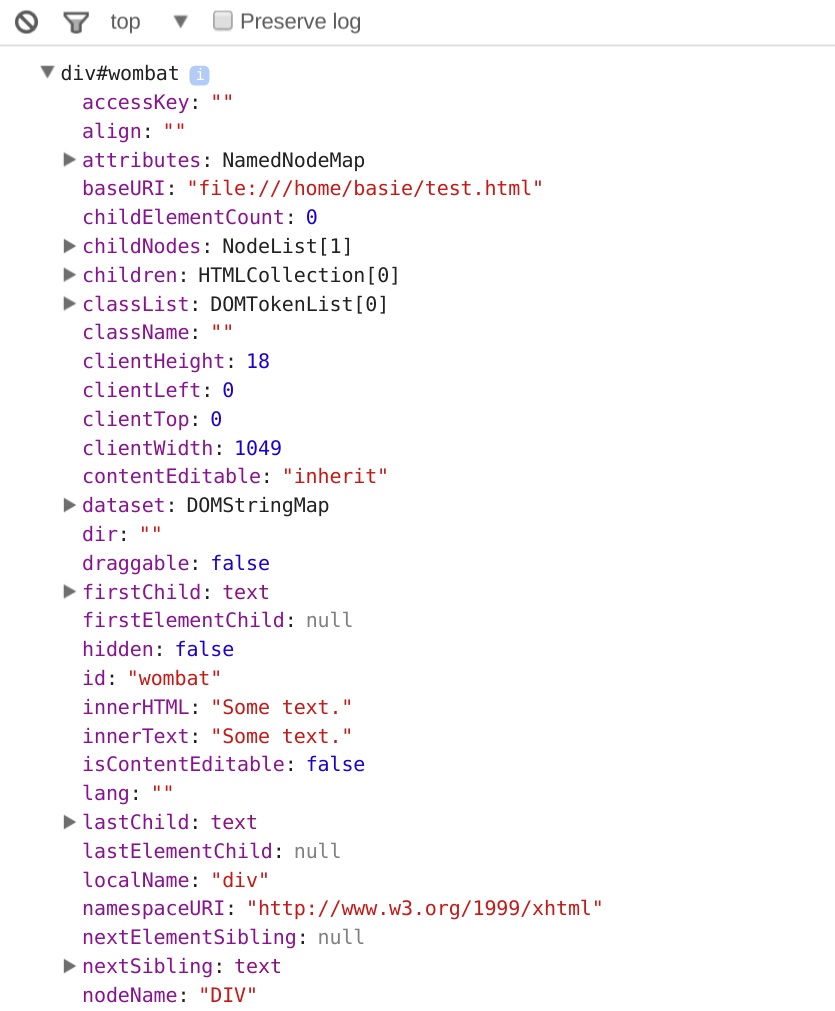 top Preserve log
div#wombat i
accessKey: ""
align: ""
attributes: NamedNodeMap
baseURI: "file:///home/basie/test.html"
childElementCount: 0
childNodes: NodeList[1]
children: HTMLCollection[0]
classList: DOMTokenList[0]
className: ""
clientHeight: 18
clientLeft: 0
clientTop: 0
clientWidth: 1049
contentEditable: "inherit"
dataset: DOMStringMap
dir: ""
draggable: false
firstChild: text
firstElementChild: null
hidden: false
id: "wombat"
innerHTML: "Some text."
innerText: "Some text."
isContentEditable: false
lang: ""
lastChild: text
lastElementChild: null
localName: "div"
namespaceURI: "http://www.w3.org/1999/xhtml"
nextElementSibling: null
nextSibling: text
nodeName: "DIV"